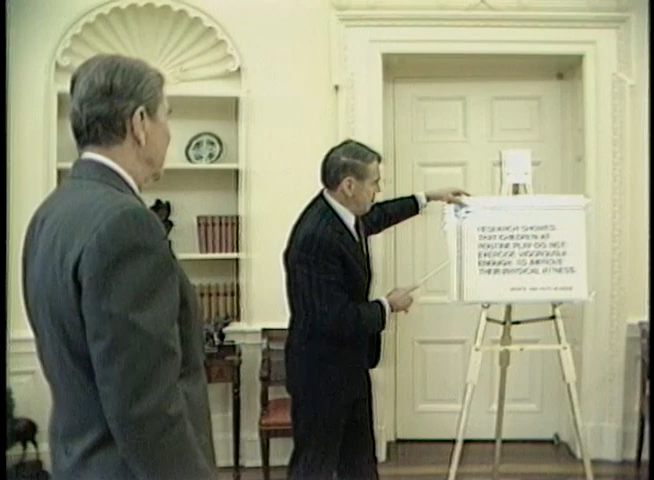 RESEARCH SHOWS
THAT CHILDREN AT
ROUTINE PLAY DO NOT
EXERCISE VIGOROUSLY
ENOUGH TO IMPROVE
THEIR PHYSICAL FITNESS